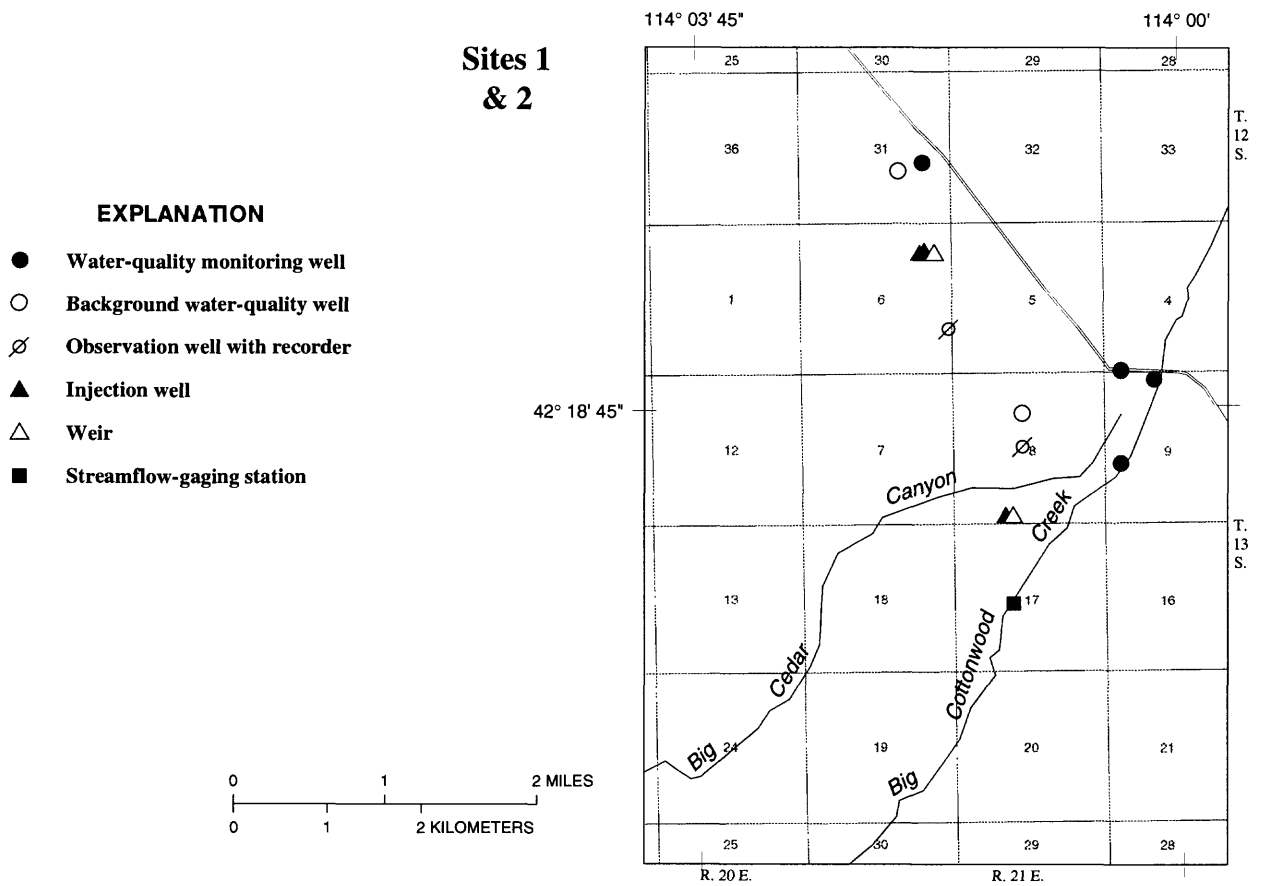 114° 03' 45"
114° 00'
Sites 1
& 2
25
30
29
28
T.
12
S.
36
31
32
33
EXPLANATION
Water-quality monitoring well
Background water-quality well
Observation well with recorder
Injection well
Weir
Streamflow-gaging station
1
6
5
4
42° 18' 45"
12
7
8
9
Canyon
Creek
T.
13
S.
13
18
17
16
Cedar
Cottonwood
Big
24
19
20
21
Big
0
1
2 MILES
0
1
2 KILOMETERS
25
30
29
28
R. 20 E.
R. 21 E.